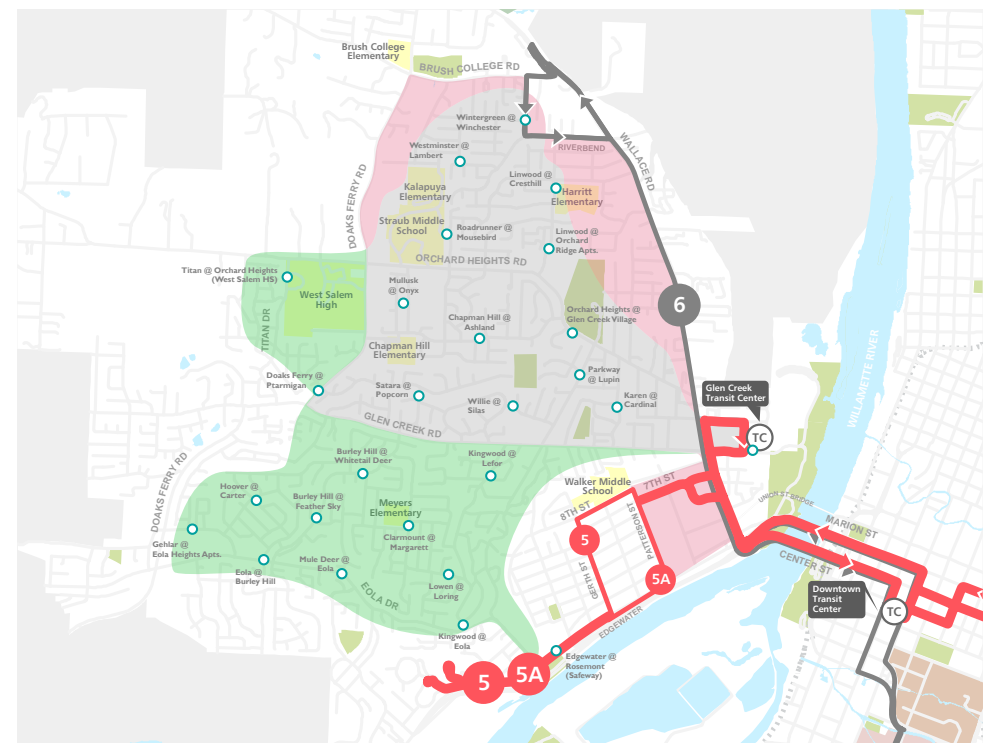 Brush College
Elementary
BRUSH COLLEGE RD
Wintergreen @
Winchester
WALLACE RD
RIVERBEND
Westminster @
Lambert
Linwood @
Cresthill
Kalapuya
Elementary
Harritt
Elementary
DOAKS FERRY RD
Straub Middle
School
Roadrunner @
Mousebird
Linwood @
Orchard
Ridge Apts.
ORCHARD HEIGHTS RD
Titan @ Orchard Heights
(West Salem HS)
West Salem
High
Mullusk
@ Onyx
6
TITAN DR
Chapman Hill @
Ashland
Orchard Heights @
Glen Creek Village
Chapman Hill
Elementary
WILLAMETTE RIVER
Doaks Ferry @
Ptarmigan
Satara @
Popcorn
Parkway
@ Lupin
Willie @
Silas
Karen @
Cardinal
Glen Creek
Transit Center
TC
GLEN CREEK RD
Burley Hill @
Whitetail Deer
Kingwood @
Lefor
DOAKS FERRY RD
Hoover @
Carter
Burley Hill @
Feather Sky
Meyers
Elementary
Walker Middle
School
7TH ST
8TH ST
UNION ST BRIDGE
Clarmount @
Margarett
PATTERSON ST
MARION ST
Gehlar @
Eola Heights Apts.
5
CENTER ST
Eola @
Burley Hill
Mule Deer @
Eola
GERTH ST
5A
Lowen @
Loring
EOLA DR
Downtown
Transit
Center
TC
EDGEWATER
Kingwood @
Eola
Edgewater @
Rosemont
(Safeway)
5
5A